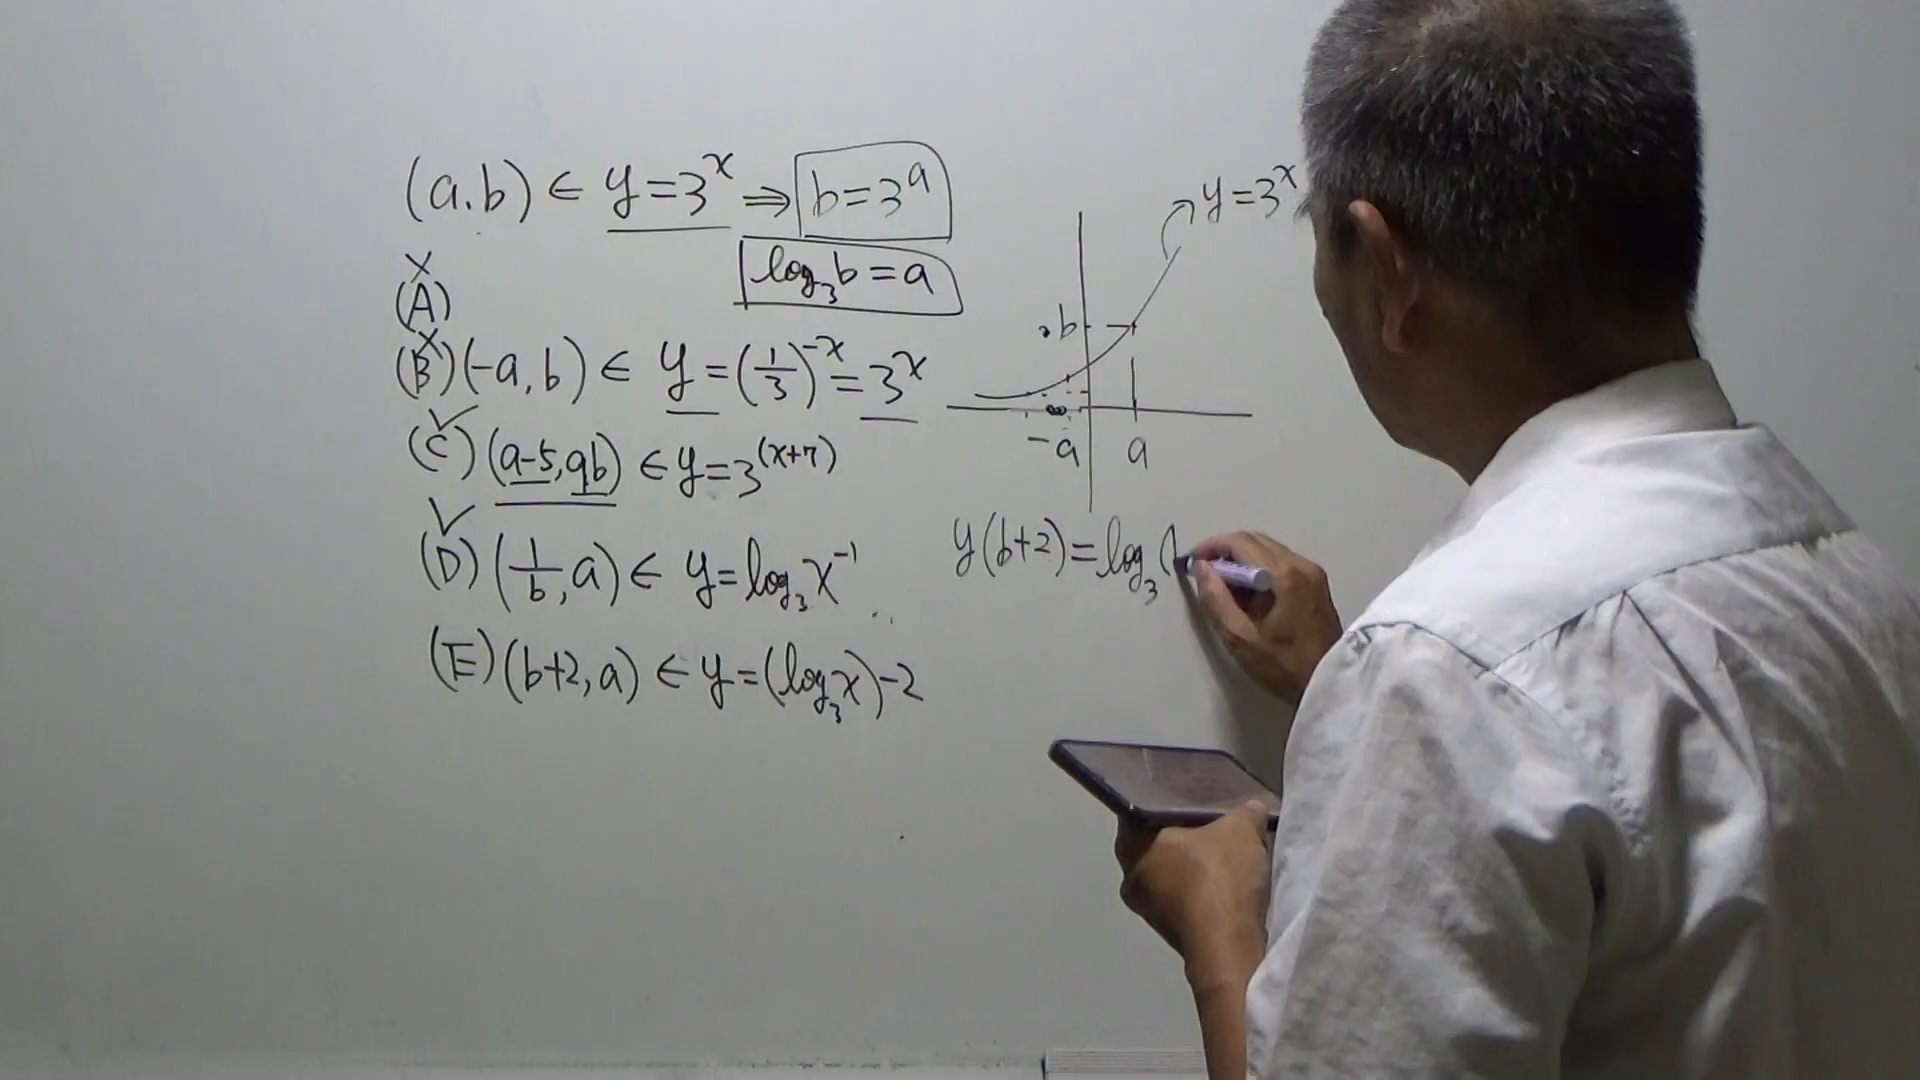 (a.b) ∈ y=3^x ⇒ b=3^a
log_3 b=a
X
(A)
X
(B) (-a, b) ∈ y=(1/3)^-x=3^x
✓
(C) (a-5, 9b) ∈ y=3^(x+7)
✓
(D) (1/b, a) ∈ y=log_3 x^-1
(E) (b+2, a) ∈ y=(log_3 x)-2
y=3^x
b
-a a
y(b+2)=log_3(